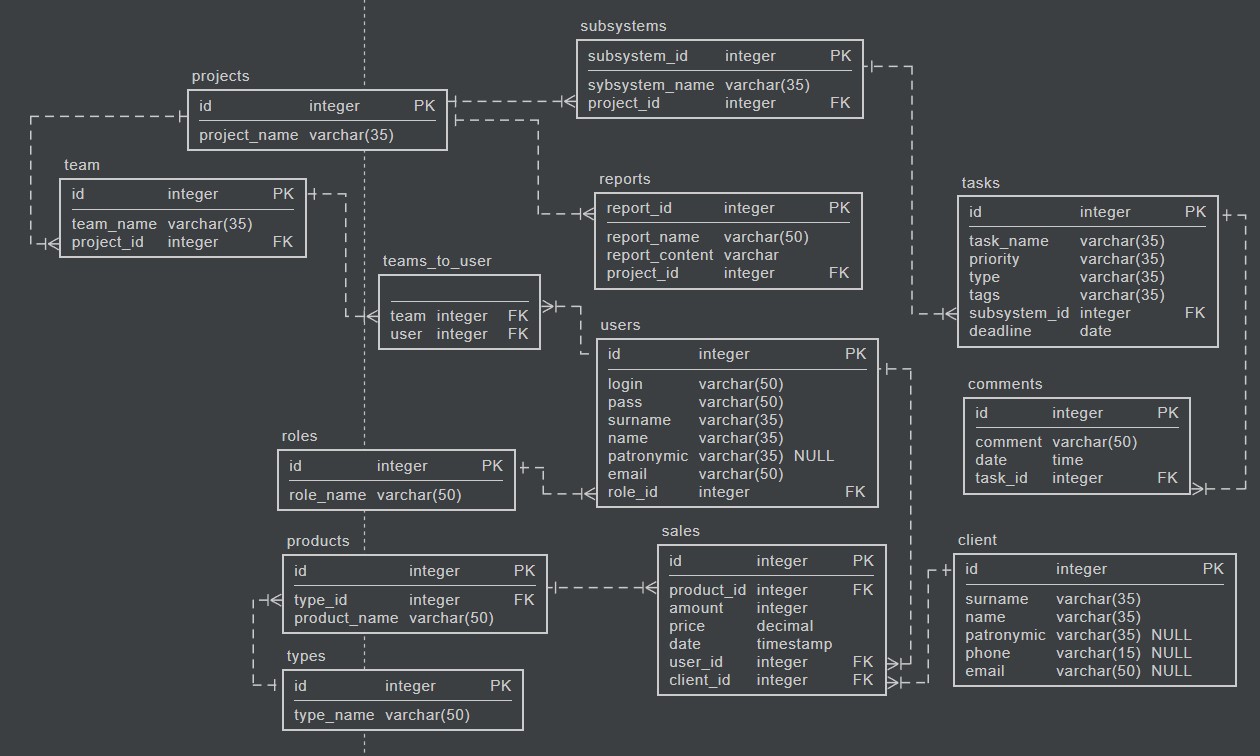 subsystems
subsystem_id integer PK
sybsystem_name varchar(35)
project_id integer FK
projects
id integer PK
project_name varchar(35)
team
id integer PK
team_name varchar(35)
project_id integer FK
reports
report_id integer PK
report_name varchar(50)
report_content varchar
project_id integer FK
tasks
id integer PK
task_name varchar(35)
priority varchar(35)
type varchar(35)
tags varchar(35)
subsystem_id integer FK
deadline date
teams_to_user
team integer FK
user integer FK
users
id integer PK
login varchar(50)
pass varchar(50)
surname varchar(35)
name varchar(35)
patronymic varchar(35) NULL
email varchar(50)
role_id integer FK
comments
id integer PK
comment varchar(50)
date time
task_id integer FK
roles
id integer PK
role_name varchar(50)
products
id integer PK
type_id integer FK
product_name varchar(50)
sales
id integer PK
product_id integer FK
amount integer
price decimal
date timestamp
user_id integer FK
client_id integer FK
client
id integer PK
surname varchar(35)
name varchar(35)
patronymic varchar(35) NULL
phone varchar(15) NULL
email varchar(50) NULL
types
id integer PK
type_name varchar(50)